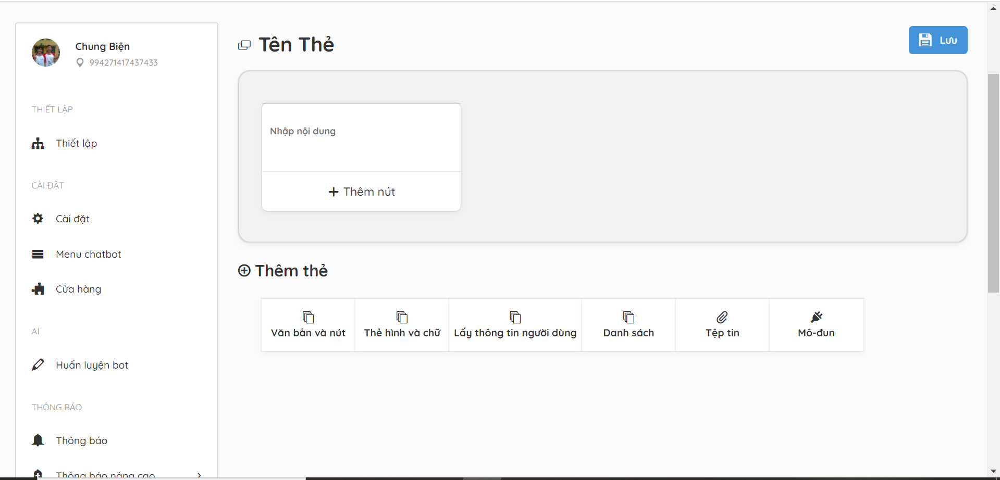 Chung Biện
994271417437433
THIẾT LẬP
Thiết lập
CÀI ĐẶT
Cài đặt
Menu chatbot
Cửa hàng
AI
Huấn luyện bot
THÔNG BÁO
Thông báo
Thông báo nâng cao
Tên Thẻ
Lưu
Nhập nội dung
Thêm nút
Thêm thẻ
Văn bản và nút
Thẻ hình và chữ
Lấy thông tin người dùng
Danh sách
Tệp tin
Mô-đun